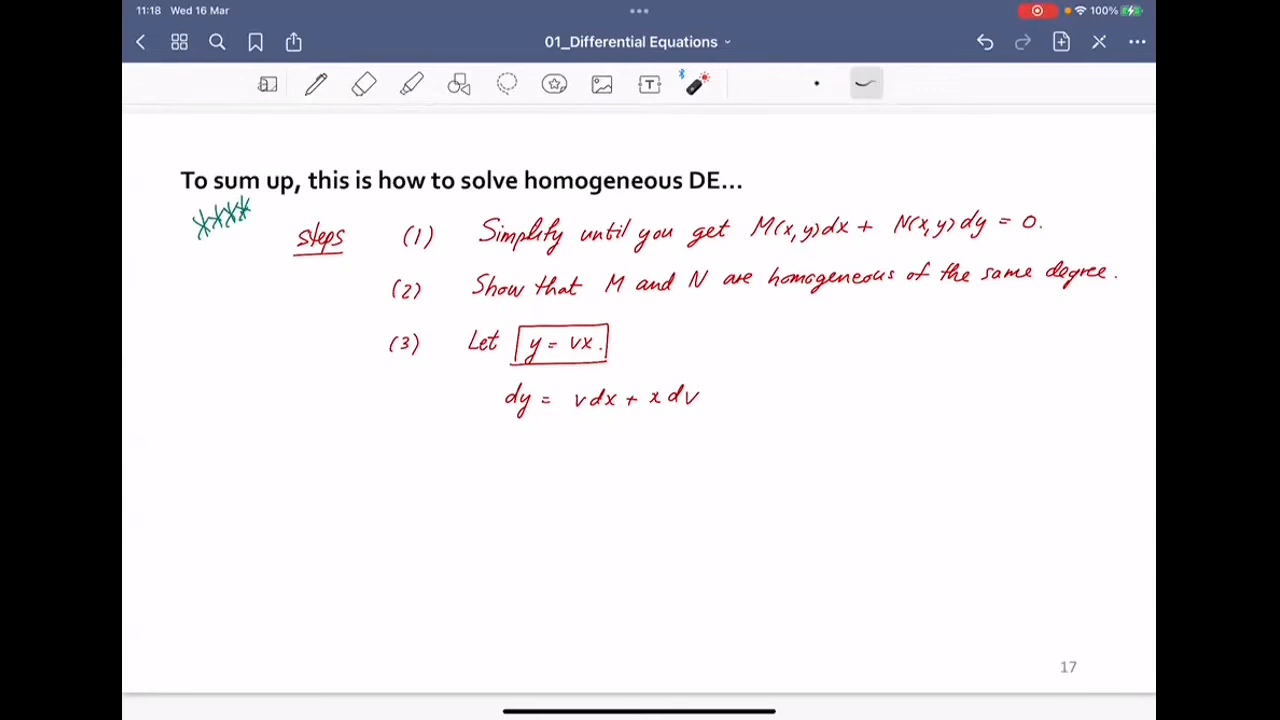 11:18 Wed 16 Mar
100%
01_Differential Equations
T
To sum up, this is how to solve homogeneous DE...
steps (1) Simplify until you get M(x,y)dx + N(x,y)dy = 0.
(2) Show that M and N are homogeneous of the same degree.
(3) Let y = vx.
dy = vdx + xdv
17